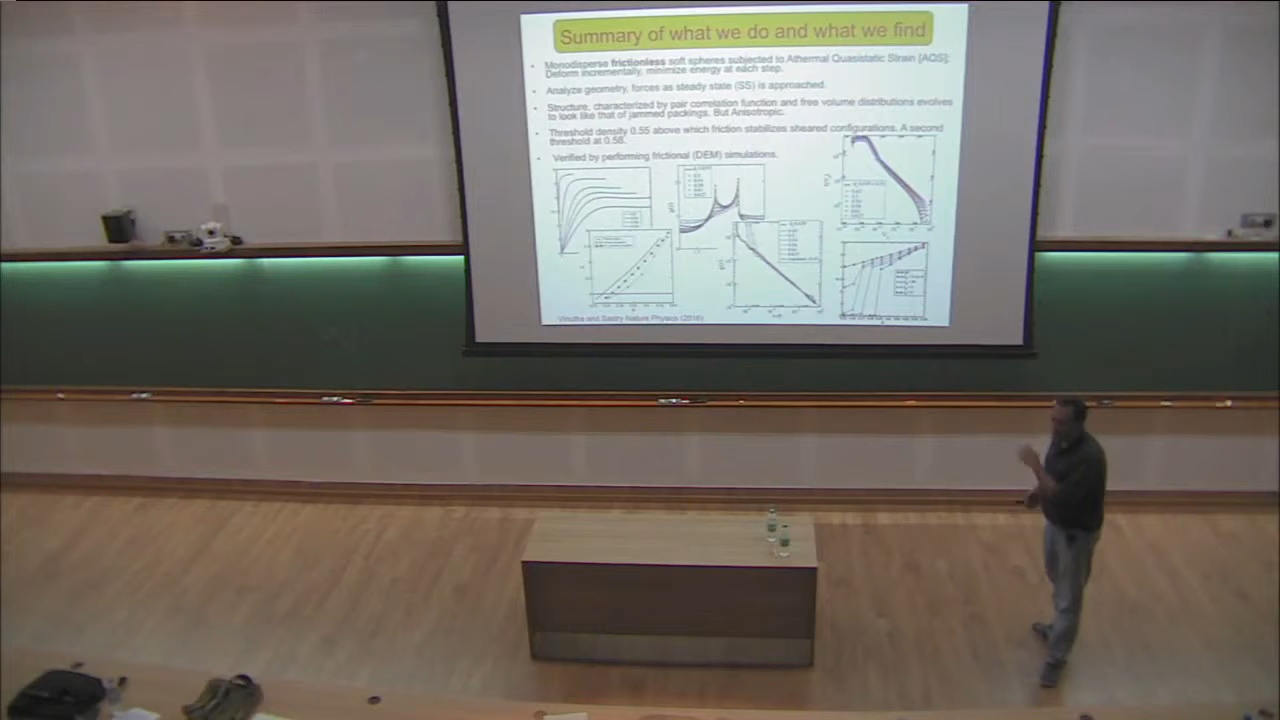 Summary of what we do and what we find
• Monodisperse frictionless soft spheres subjected to Athermal Quasistatic Strain [AQS];
Deform incrementally, minimize energy at each step.
• Analyze geometry, forces as steady state (SS) is approached.
• Structure, characterized by pair correlation function and free volume distributions evolves
to look like that of jammed packings. But Anisotropic.
• Threshold density 0.55 above which friction stabilizes sheared configurations. A second
threshold at 0.58.
• Verified by performing frictional (DEM) simulations.
Vinutha and Sastry Nature Physics (2016)